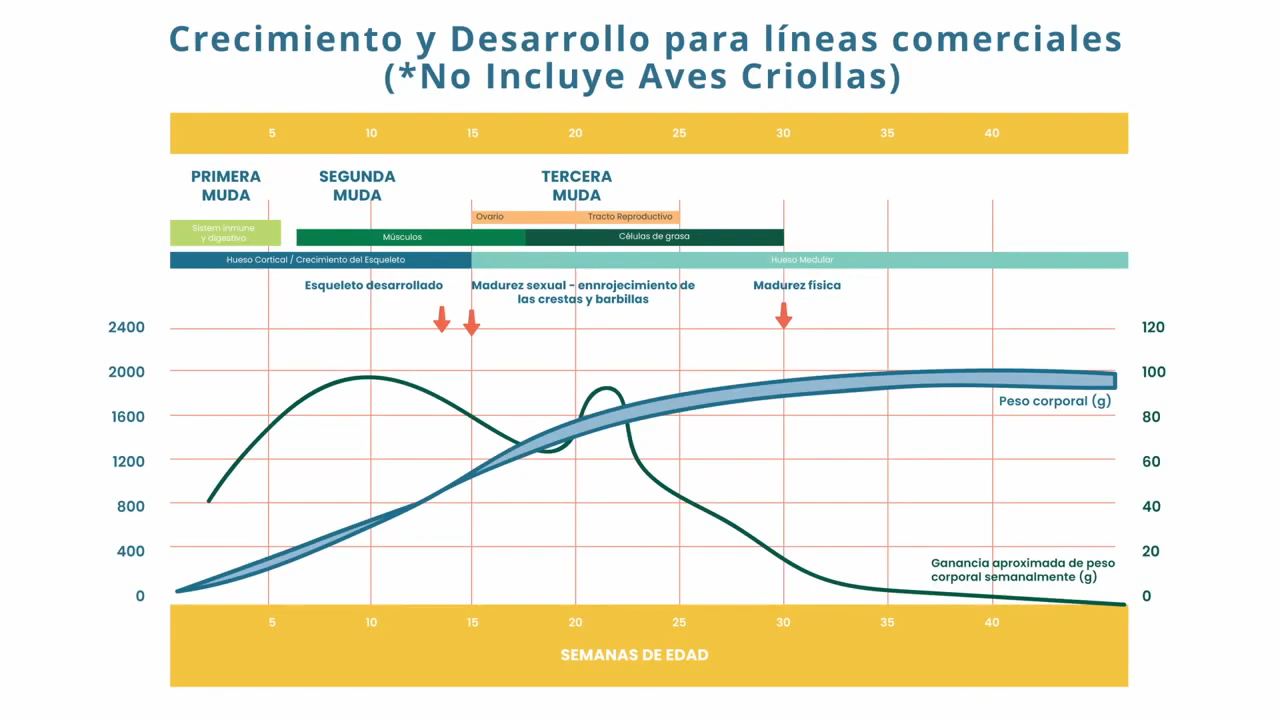 Crecimiento y Desarrollo para líneas comerciales
(*No Incluye Aves Criollas)
5 10 15 20 25 30 35 40
PRIMERA
MUDA
SEGUNDA
MUDA
TERCERA
MUDA
Ovario
Tracto Reproductivo
Sistem inmune
y digestivo
Músculos
Células de grasa
Hueso Cortical / Crecimiento del Esqueleto
Hueso Medular
Esqueleto desarrollado
Madurez sexual - ennrojecimiento de
las crestas y barbillas
Madurez física
2400
2000
1600
1200
800
400
0
120
100
80
60
40
20
0
Peso corporal (g)
Ganancia aproximada de peso
corporal semanalmente (g)
5 10 15 20 25 30 35 40
SEMANAS DE EDAD